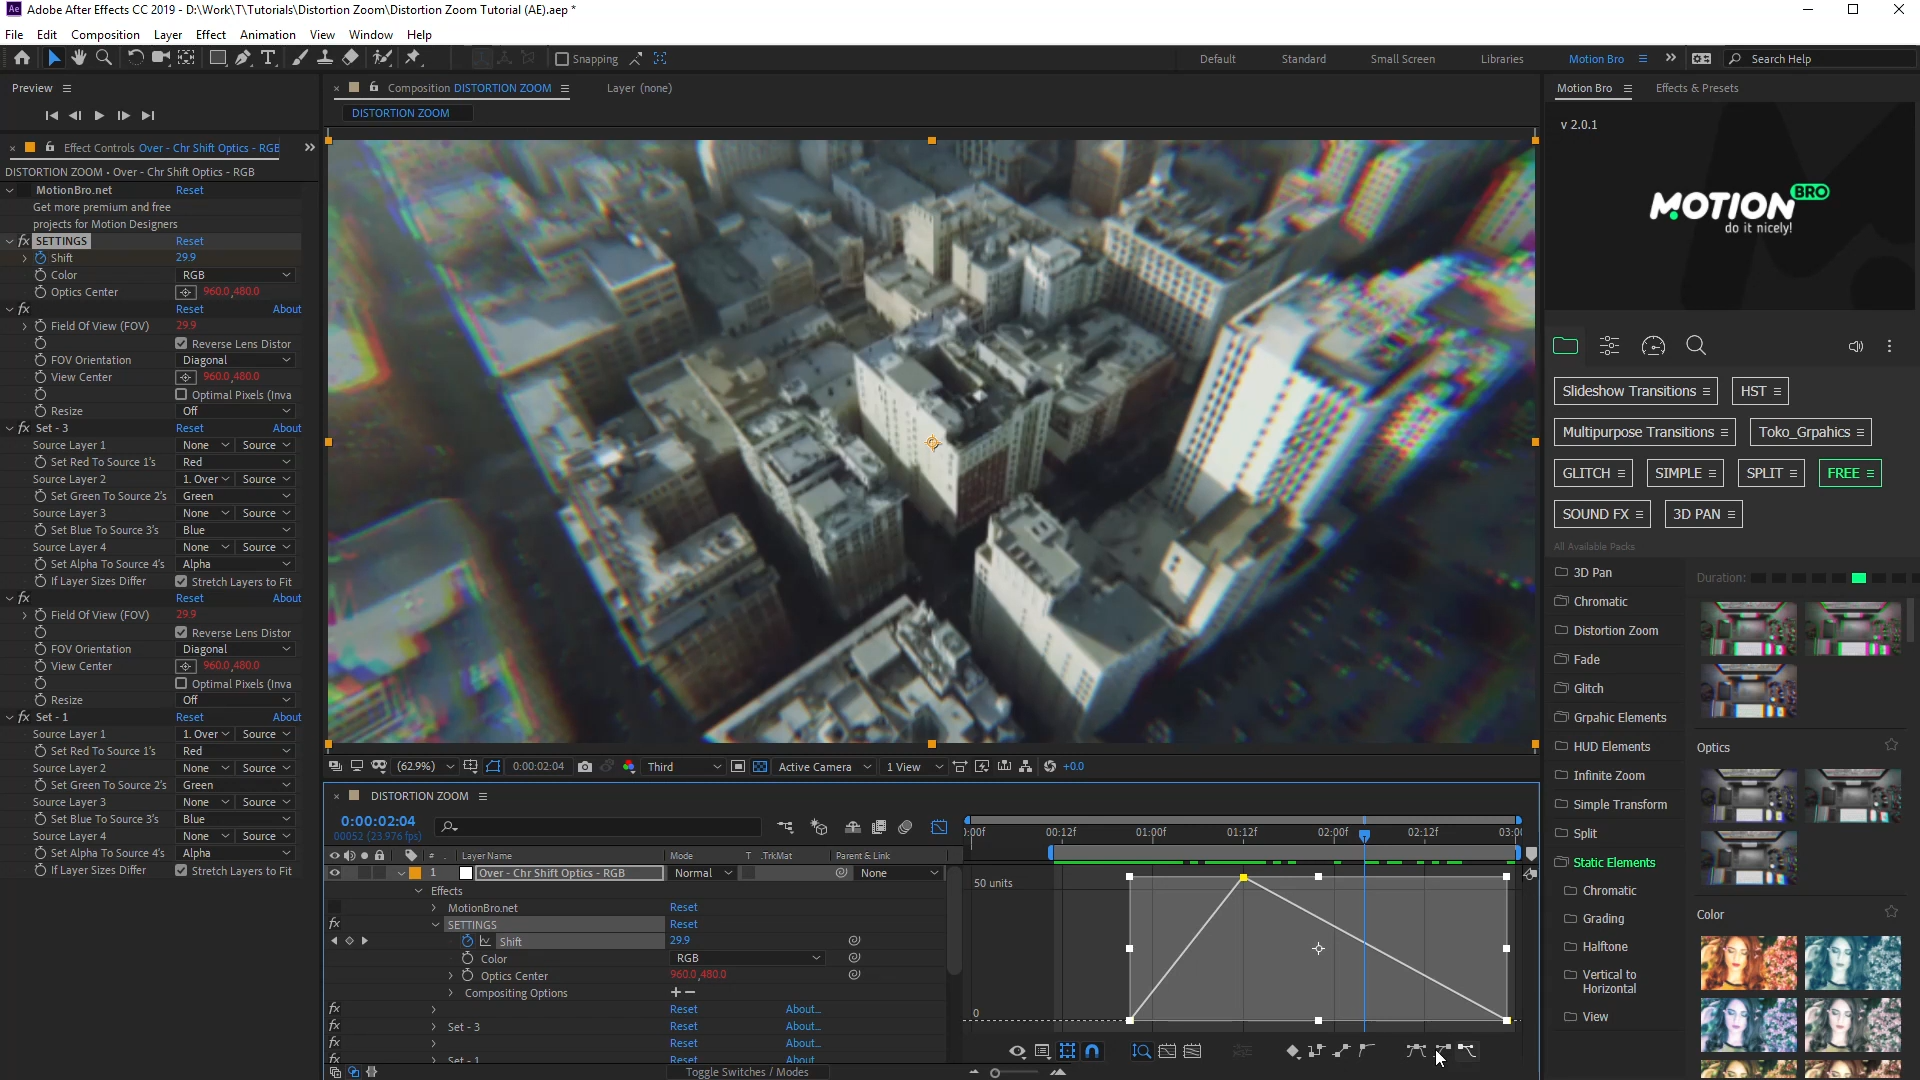 Ae Adobe After Effects CC 2019 - D:\Work\T\Tutorials\Distortion Zoom\Distortion Zoom Tutorial (AE).aep *
File Edit Composition Layer Effect Animation View Window Help
Snapping
Default Standard Small Screen Libraries Motion Bro Search Help
Preview
Composition DISTORTION ZOOM Layer (none)
DISTORTION ZOOM
Motion Bro Effects & Presets
v 2.0.1
MOTION BRO
do it nicely!
Effect Controls Over - Chr Shift Optics - RGB
DISTORTION ZOOM • Over - Chr Shift Optics - RGB
MotionBro.net Reset
Get more premium and free
projects for Motion Designers
fx SETTINGS Reset
Shift 29.9
Color RGB
Optics Center 960.0,480.0
fx Reset About
Field Of View (FOV) 29.9
Reverse Lens Distor
FOV Orientation Diagonal
View Center 960.0,480.0
Optimal Pixels (Inva
Resize Off
fx Set - 3 Reset About
Source Layer 1 None Source
Set Red To Source 1's Red
Source Layer 2 1. Over Source
Set Green To Source 2's Green
Source Layer 3 None Source
Set Blue To Source 3's Blue
Source Layer 4 None Source
Set Alpha To Source 4's Alpha
If Layer Sizes Differ Stretch Layers to Fit
fx Reset About
Field Of View (FOV) 29.9
Reverse Lens Distor
FOV Orientation Diagonal
View Center 960.0,480.0
Optimal Pixels (Inva
Resize Off
fx Set - 1 Reset About
Source Layer 1 1. Over Source
Set Red To Source 1's Red
Source Layer 2 None Source
Set Green To Source 2's Green
Source Layer 3 None Source
Set Blue To Source 3's Blue
Source Layer 4 None Source
Set Alpha To Source 4's Alpha
If Layer Sizes Differ Stretch Layers to Fit
(62.9%) 0:00:02:04 Third Active Camera 1 View +0.0
DISTORTION ZOOM
0:00:02:04
00052 (23.976 fps)
00f 00:12f 01:00f 01:12f 02:00f 02:12f 03:0
# Layer Name Mode T .TrkMat Parent & Link
1 Over - Chr Shift Optics - RGB Normal None
Effects
MotionBro.net Reset
fx SETTINGS Reset
Shift 29.9
Color RGB
Optics Center 960.0,480.0
Compositing Options + −
fx Reset About...
fx Set - 3 Reset About...
fx Reset About...
fx Set - 1 Reset About...
Toggle Switches / Modes
50 units
0
Slideshow Transitions HST
Multipurpose Transitions Toko_Grpahics
GLITCH SIMPLE SPLIT FREE
SOUND FX 3D PAN
All Available Packs
3D Pan
Chromatic
Distortion Zoom
Fade
Glitch
Grpahic Elements
HUD Elements
Infinite Zoom
Simple Transform
Split
Static Elements
Chromatic
Grading
Halftone
Vertical to
Horizontal
View
Duration:
Optics
Color